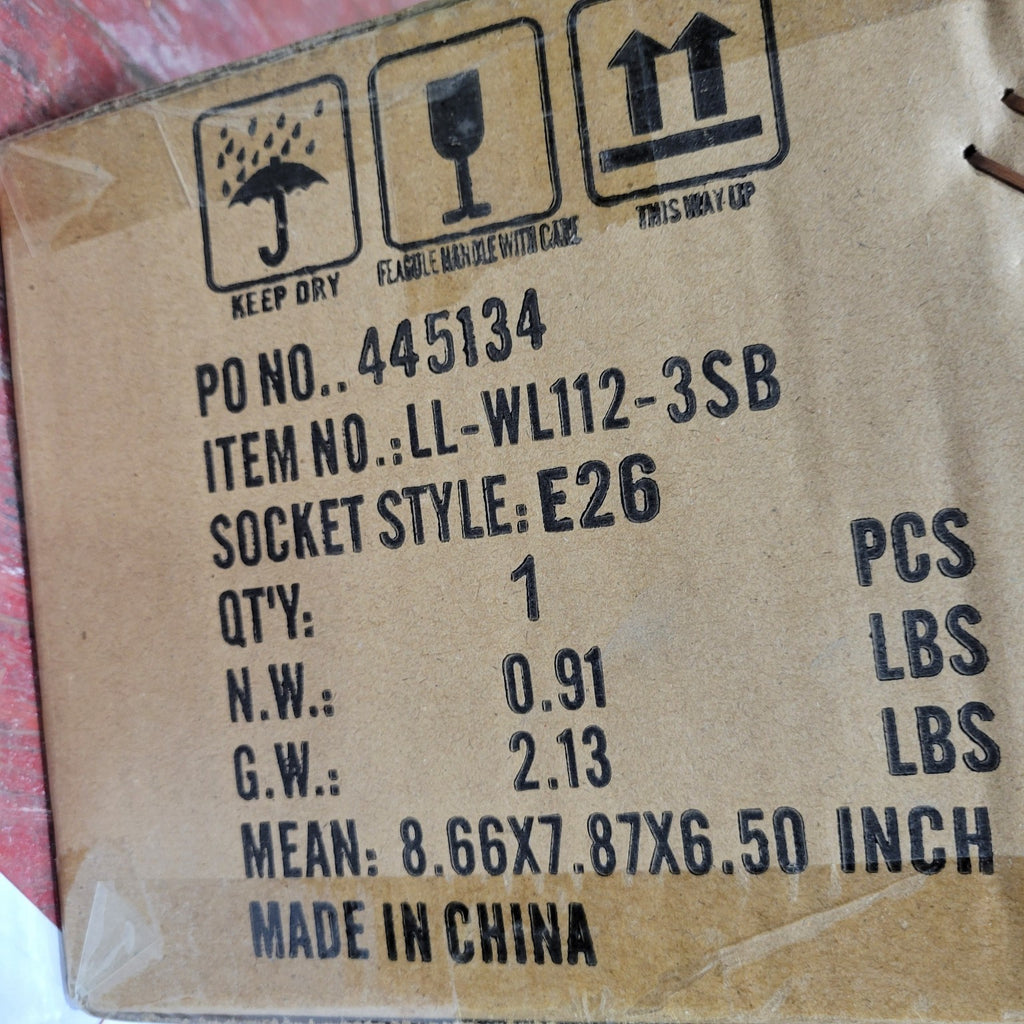 KEEP DRY
FEAGULE HANDLE WITH CARE
THIS WAY UP
PO NO.. 445134
ITEM NO.:LL-WL112-3SB
SOCKET STYLE: E26
QT'Y: 1 PCS
N.W.: 0.91 LBS
G.W.: 2.13 LBS
MEAN: 8.66X7.87X6.50 INCH
MADE IN CHINA